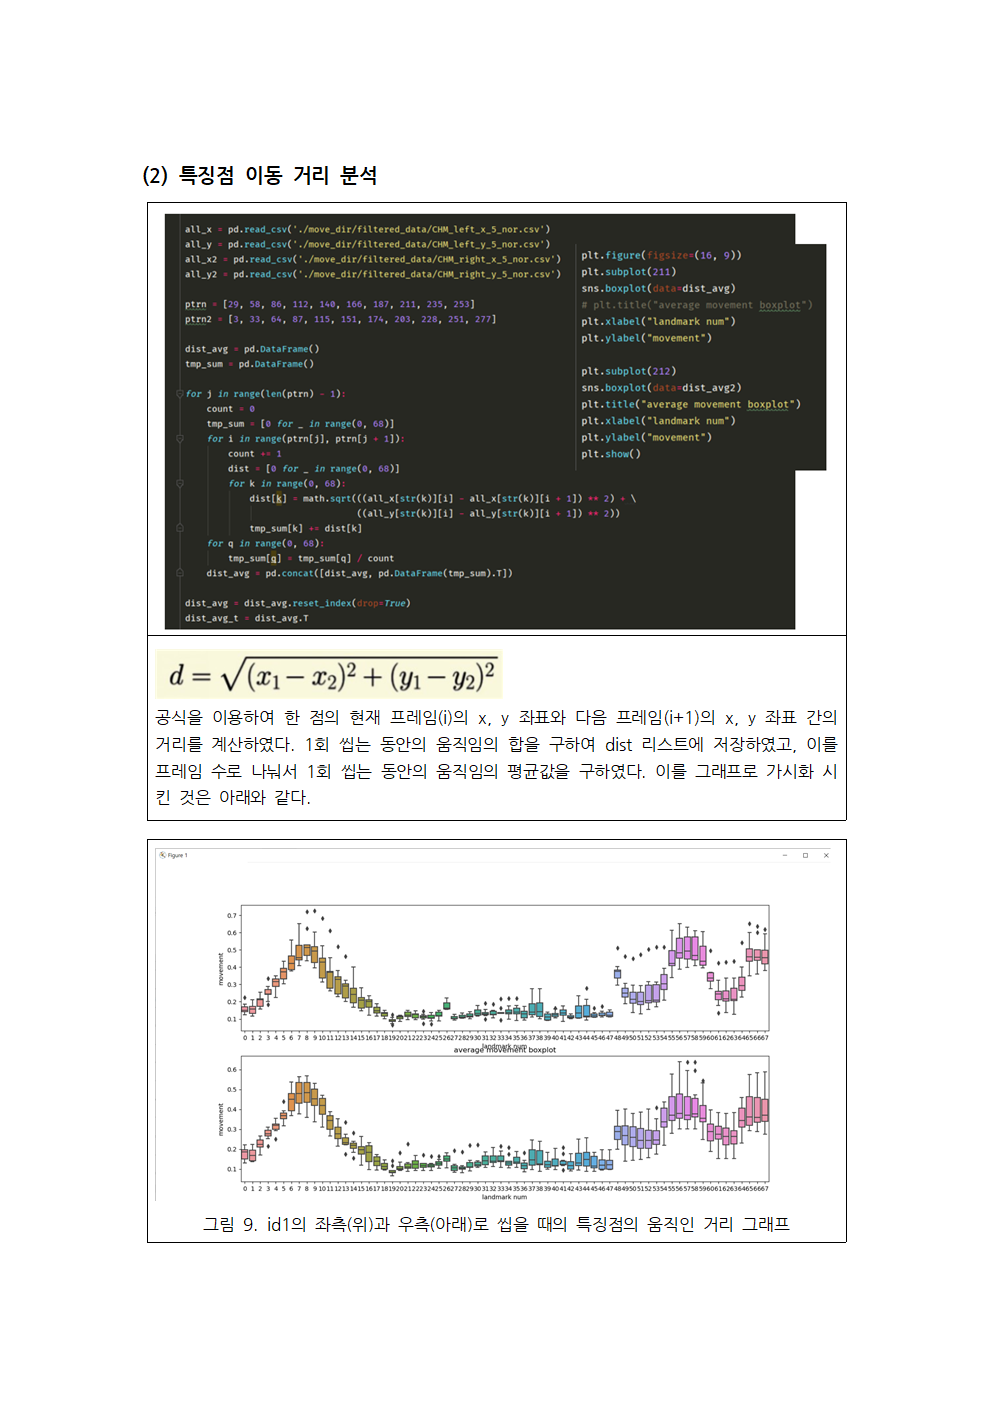 (2) 특징점 이동 거리 분석
all_x = pd.read_csv('./move_dir/filtered_data/CHM_left_x_5_nor.csv')
all_y = pd.read_csv('./move_dir/filtered_data/CHM_left_y_5_nor.csv')
all_x2 = pd.read_csv('./move_dir/filtered_data/CHM_right_x_5_nor.csv')
all_y2 = pd.read_csv('./move_dir/filtered_data/CHM_right_y_5_nor.csv')
ptrn = [29, 58, 86, 112, 140, 166, 187, 211, 235, 253]
ptrn2 = [3, 33, 64, 87, 115, 151, 174, 203, 228, 251, 277]
dist_avg = pd.DataFrame()
tmp_sum = pd.DataFrame()
for j in range(len(ptrn) - 1):
count = 0
tmp_sum = [0 for _ in range(0, 68)]
for i in range(ptrn[j], ptrn[j + 1]):
count += 1
dist = [0 for _ in range(0, 68)]
for k in range(0, 68):
dist[k] = math.sqrt(((all_x[str(k)][i] - all_x[str(k)][i + 1]) ** 2) + \
((all_y[str(k)][i] - all_y[str(k)][i + 1]) ** 2))
tmp_sum[k] += dist[k]
for q in range(0, 68):
tmp_sum[q] = tmp_sum[q] / count
dist_avg = pd.concat([dist_avg, pd.DataFrame(tmp_sum).T])
dist_avg = dist_avg.reset_index(drop=True)
dist_avg_t = dist_avg.T
plt.figure(figsize=(16, 9))
plt.subplot(211)
sns.boxplot(data=dist_avg)
# plt.title("average movement boxplot")
plt.xlabel("landmark num")
plt.ylabel("movement")
plt.subplot(212)
sns.boxplot(data=dist_avg2)
plt.title("average movement boxplot")
plt.xlabel("landmark num")
plt.ylabel("movement")
plt.show()
d = √(x₁ − x₂)² + (y₁ − y₂)²
공식을 이용하여 한 점의 현재 프레임(i)의 x, y 좌표와 다음 프레임(i+1)의 x, y 좌표 간의
거리를 계산하였다. 1회 씹는 동안의 움직임의 합을 구하여 dist 리스트에 저장하였고, 이를
프레임 수로 나눠서 1회 씹는 동안의 움직임의 평균값을 구하였다. 이를 그래프로 가시화 시
킨 것은 아래와 같다.
Figure 1
0.7
0.6
0.5
0.4
0.3
0.2
0.1
movement
0 1 2 3 4 5 6 7 8 9 10 11 12 13 14 15 16 17 18 19 20 21 22 23 24 25 26 27 28 29 30 31 32 33 34 35 36 37 38 39 40 41 42 43 44 45 46 47 48 49 50 51 52 53 54 55 56 57 58 59 60 61 62 63 64 65 66 67
landmark num
average movement boxplot
0.6
0.5
0.4
0.3
0.2
0.1
movement
0 1 2 3 4 5 6 7 8 9 10 11 12 13 14 15 16 17 18 19 20 21 22 23 24 25 26 27 28 29 30 31 32 33 34 35 36 37 38 39 40 41 42 43 44 45 46 47 48 49 50 51 52 53 54 55 56 57 58 59 60 61 62 63 64 65 66 67
landmark num
그림 9. id1의 좌측(위)과 우측(아래)로 씹을 때의 특징점의 움직인 거리 그래프